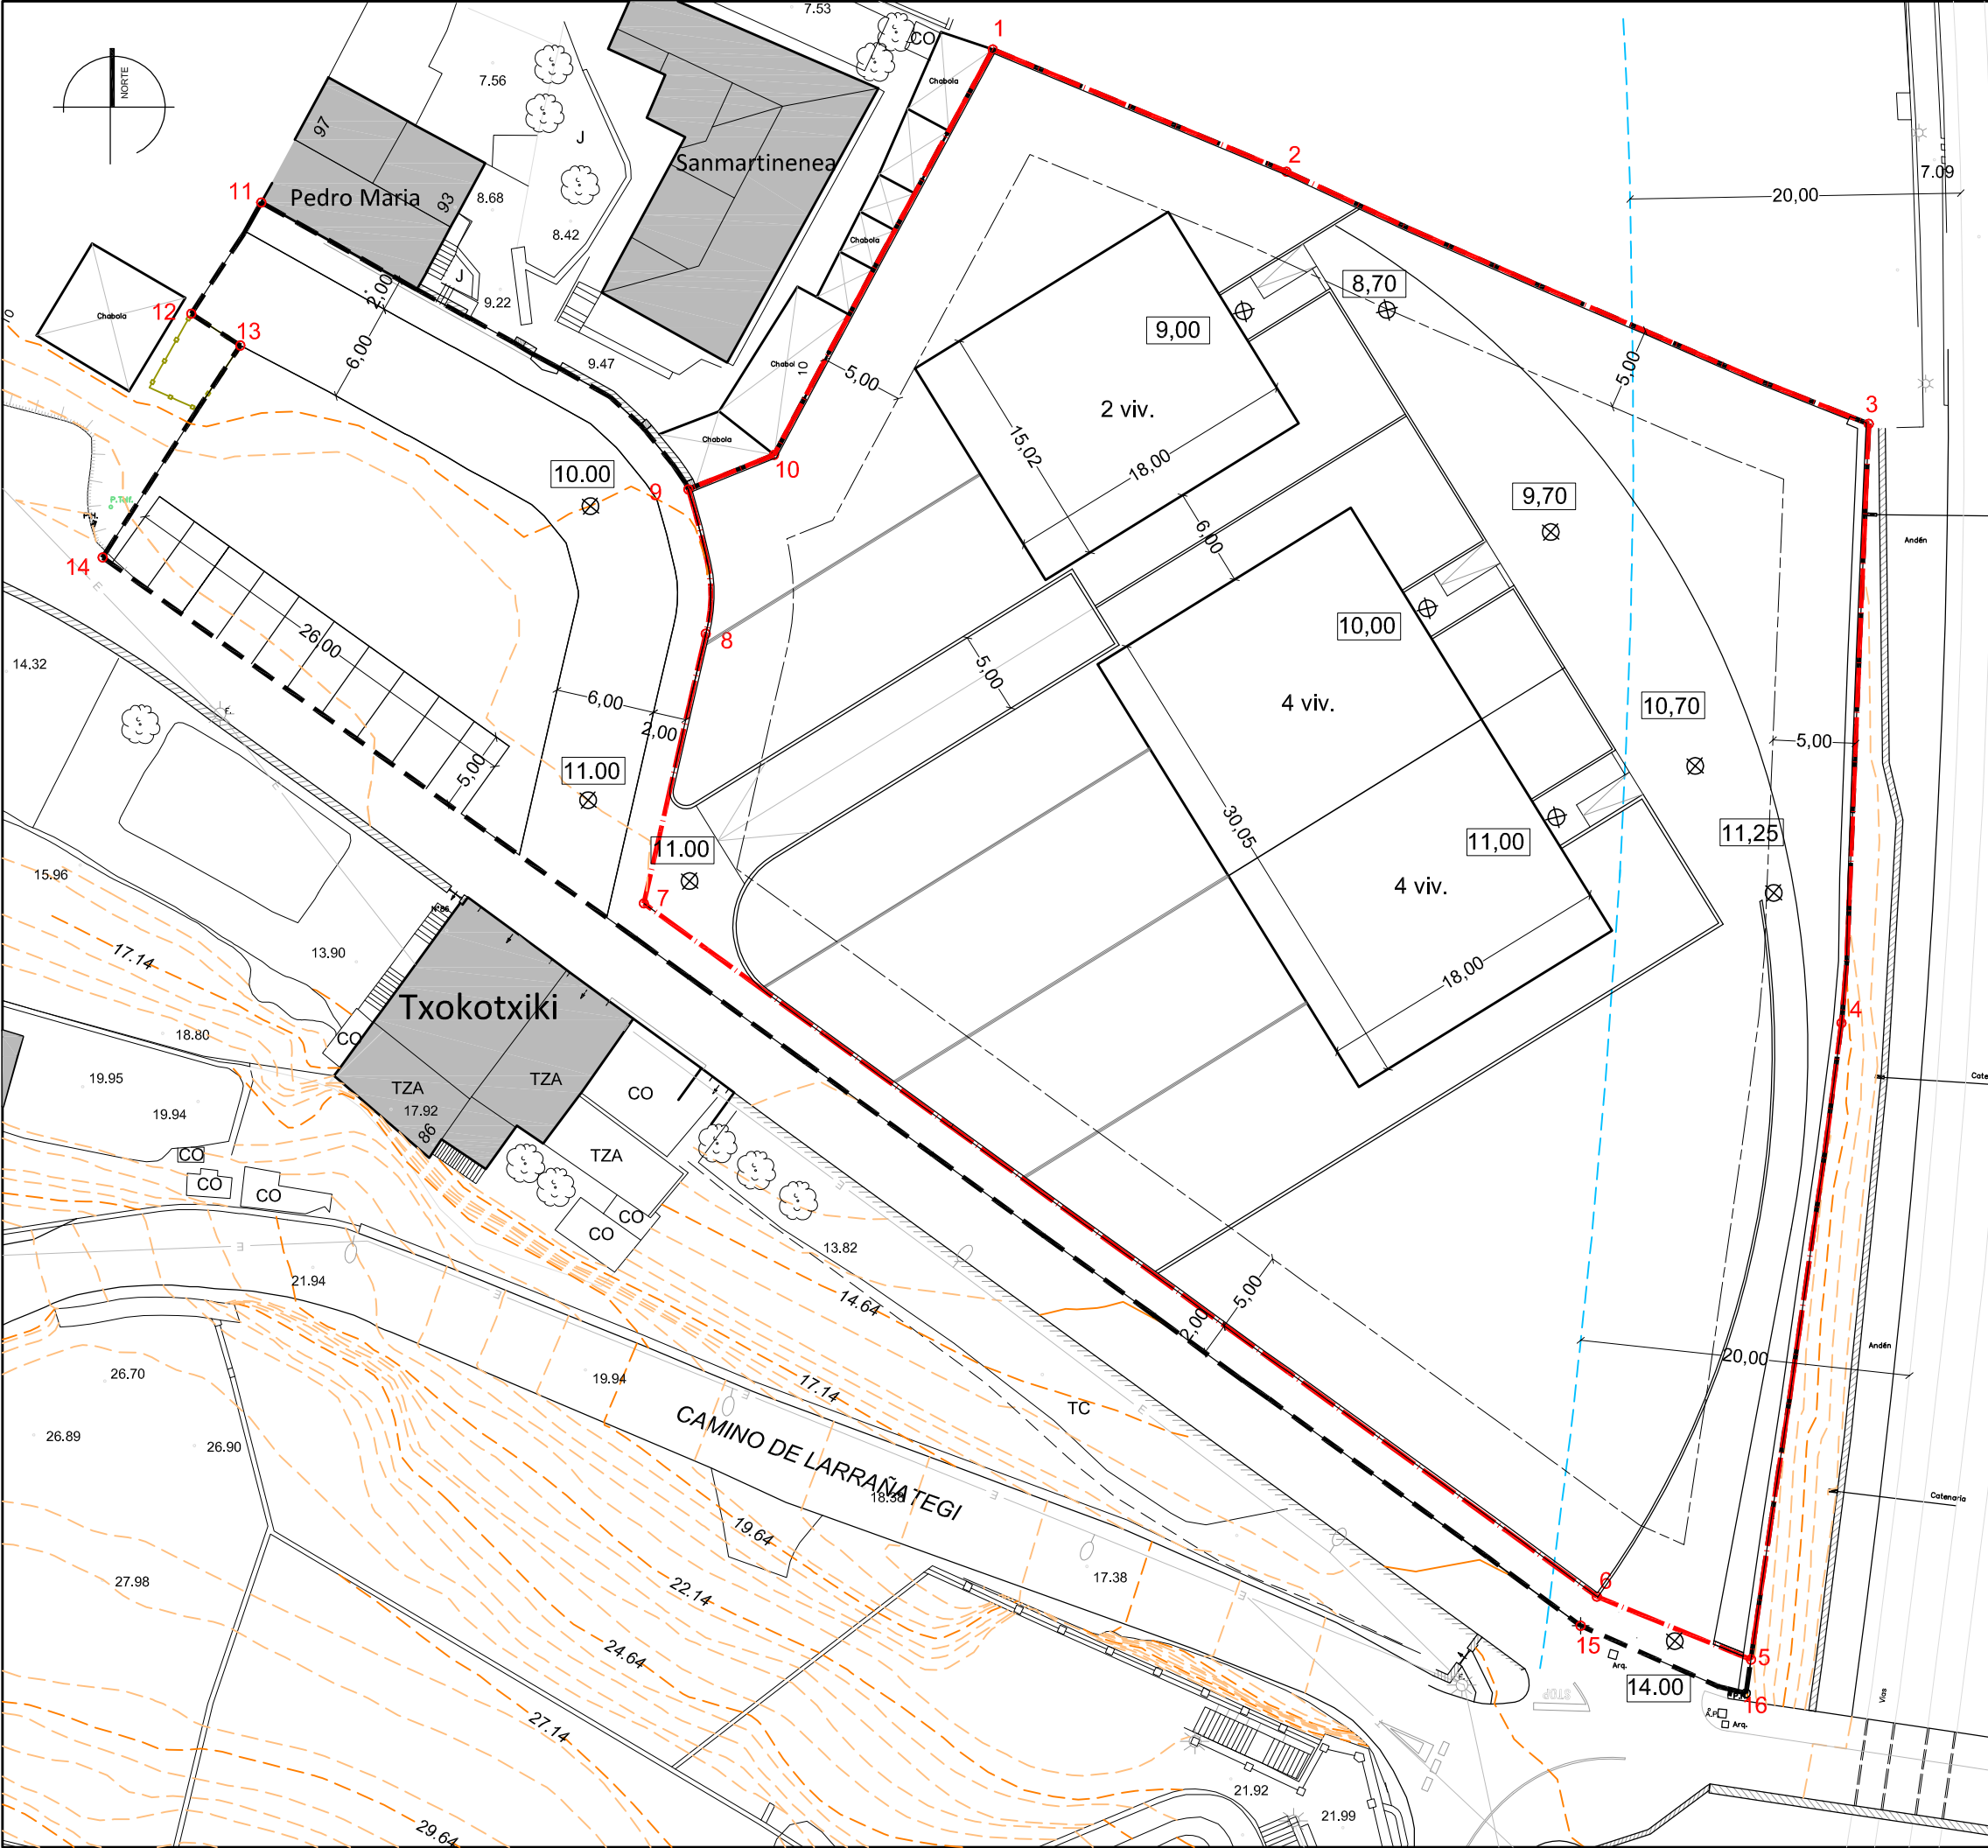 7.53
1
CO
NORTE
7.56
Chabola
J
2
97
Sanmartinenea
7.09
11
Pedro Maria
93
8.68
20,00
8.42
Chabola
J
2,00
9.22
8,70
12
Chabola
13
9,00
6,00
9.47
10
5,00
5,00
2 viv.
3
Chabola
15,02
10
18,00
10.00
9
9,70
P.Telf.
6,00
Andén
14
E
10,00
26,00
8
14,32
5,00
4 viv.
6,00
10,70
2,00
5,00
5,00
11.00
30,05
11,25
11.00
11,00
15.96
4 viv.
7
17.14
13.90
18,00
Txokotxiki
4
18.80
CO
19.95
TZA
TZA
CO
19.94
17.92
86
CO
TZA
CO
CO
E
CO
CO
13.82
E
21.94
E
14.64
5,00
2,00
20,00
Andén
26.70
19.94
17.14
E
TC
E
26.89
26.90
CAMINO DE LARRAÑATEGI
18.38
E
Catenaria
19.64
27.98
17.38
22.14
6
E
15
24.64
5
Arq.
14.00
16
STOP
Vias
A.P.
Arq.
27.14
21.92
21.99
29.64